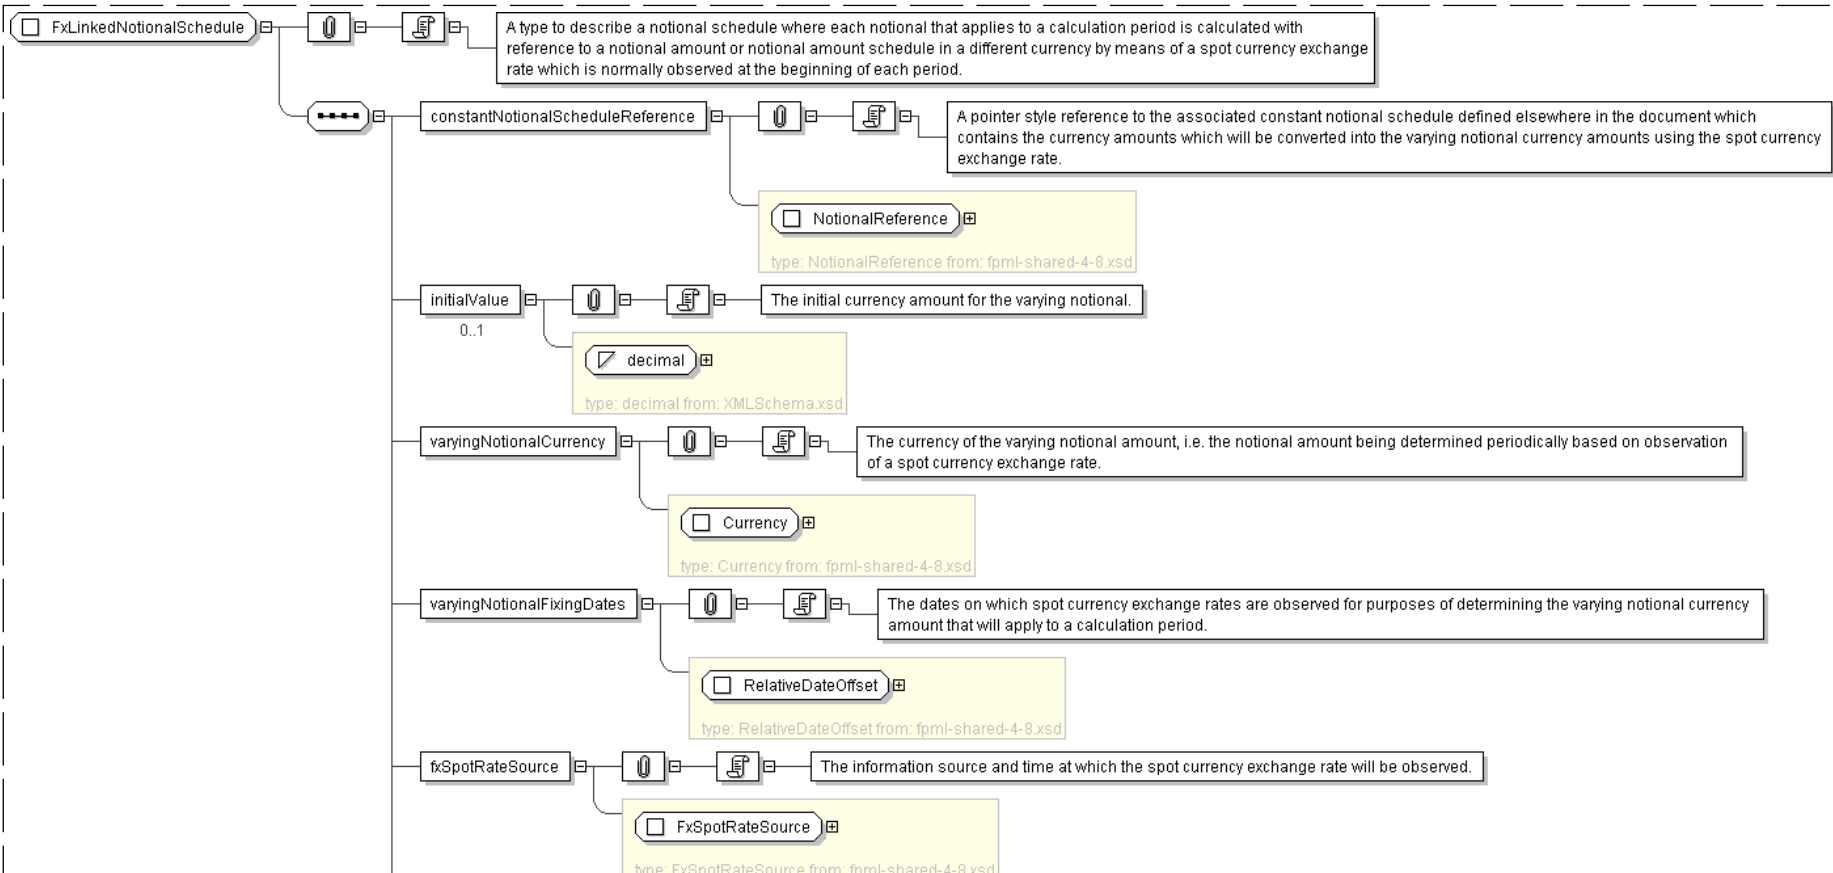 FxLinkedNotionalSchedule
A type to describe a notional schedule where each notional that applies to a calculation period is calculated with
reference to a notional amount or notional amount schedule in a different currency by means of a spot currency exchange
rate which is normally observed at the beginning of each period.
constantNotionalScheduleReference
A pointer style reference to the associated constant notional schedule defined elsewhere in the document which
contains the currency amounts which will be converted into the varying notional currency amounts using the spot currency
exchange rate.
NotionalReference
type: NotionalReference from: fpml-shared-4-8.xsd
initialValue
The initial currency amount for the varying notional.
0..1
decimal
type: decimal from: XMLSchema.xsd
varyingNotionalCurrency
The currency of the varying notional amount, i.e. the notional amount being determined periodically based on observation
of a spot currency exchange rate.
Currency
type: Currency from: fpml-shared-4-8.xsd
varyingNotionalFixingDates
The dates on which spot currency exchange rates are observed for purposes of determining the varying notional currency
amount that will apply to a calculation period.
RelativeDateOffset
type: RelativeDateOffset from: fpml-shared-4-8.xsd
fxSpotRateSource
The information source and time at which the spot currency exchange rate will be observed.
FxSpotRateSource
type: FxSpotRateSource from: fpml-shared-4-8.xsd